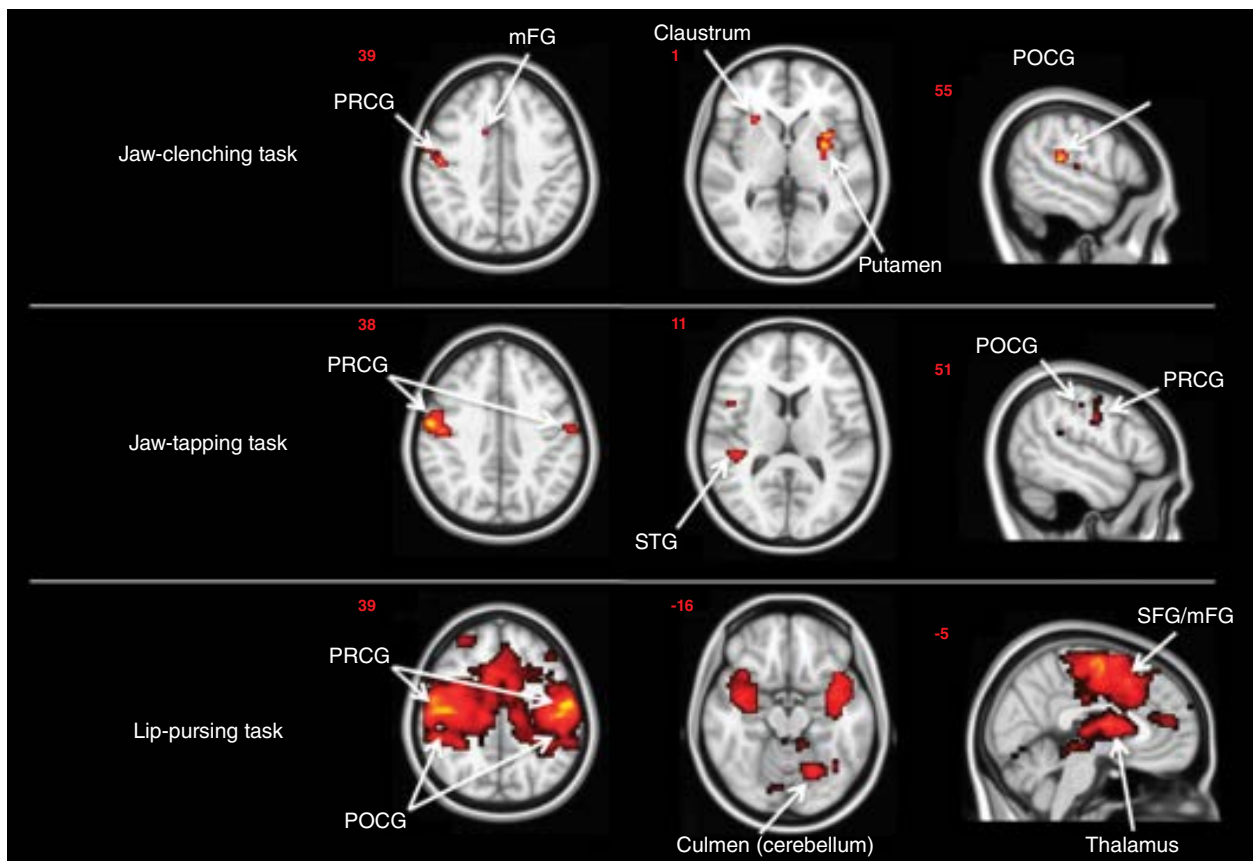 mFG
Claustrum
39
1
POCG
PRCG
55
Jaw-clenching task
Putamen
38
11
POCG
PRCG
51
PRCG
Jaw-tapping task
STG
39
-16
SFG/mFG
-5
PRCG
Lip-pursing task
POCG
Culmen (cerebellum)
Thalamus